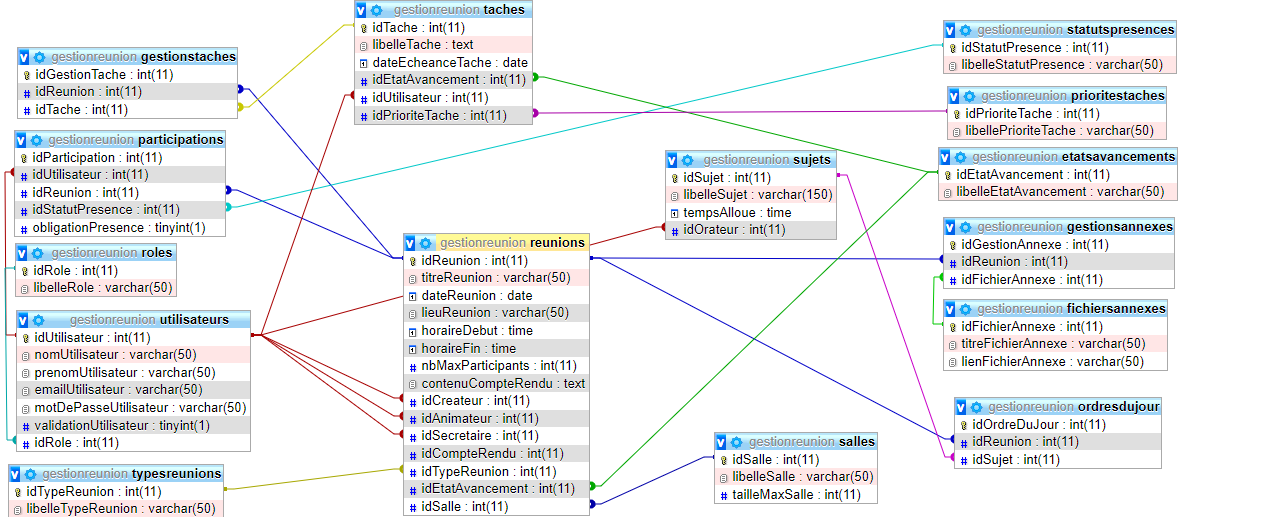 gestionreunion taches
idTache : int(11)
libelleTache : text
dateEcheanceTache : date
idEtatAvancement : int(11)
idUtilisateur : int(11)
idPrioriteTache : int(11)
gestionreunion statutspresences
idStatutPresence : int(11)
libelleStatutPresence : varchar(50)
gestionreunion gestionstaches
idGestionTache : int(11)
idReunion : int(11)
idTache : int(11)
gestionreunion prioritestaches
idPrioriteTache : int(11)
libellePrioriteTache : varchar(50)
gestionreunion participations
idParticipation : int(11)
idUtilisateur : int(11)
idReunion : int(11)
idStatutPresence : int(11)
obligationPresence : tinyint(1)
gestionreunion sujets
idSujet : int(11)
libelleSujet : varchar(150)
tempsAlloue : time
idOrateur : int(11)
gestionreunion etatsavancements
idEtatAvancement : int(11)
libelleEtatAvancement : varchar(50)
gestionreunion gestionsannexes
idGestionAnnexe : int(11)
idReunion : int(11)
idFichierAnnexe : int(11)
gestionreunion roles
idRole : int(11)
libelleRole : varchar(50)
gestionreunion reunions
idReunion : int(11)
titreReunion : varchar(50)
dateReunion : date
lieuReunion : varchar(50)
horaireDebut : time
horaireFin : time
nbMaxParticipants : int(11)
contenuCompteRendu : text
idCreateur : int(11)
idAnimateur : int(11)
idSecretaire : int(11)
idCompteRendu : int(11)
idTypeReunion : int(11)
idEtatAvancement : int(11)
idSalle : int(11)
gestionreunion fichiersannexes
idFichierAnnexe : int(11)
titreFichierAnnexe : varchar(50)
lienFichierAnnexe : varchar(50)
gestionreunion utilisateurs
idUtilisateur : int(11)
nomUtilisateur : varchar(50)
prenomUtilisateur : varchar(50)
emailUtilisateur : varchar(50)
motDePasseUtilisateur : varchar(50)
validationUtilisateur : tinyint(1)
idRole : int(11)
gestionreunion ordresdujour
idOrdreDuJour : int(11)
idReunion : int(11)
idSujet : int(11)
gestionreunion salles
idSalle : int(11)
libelleSalle : varchar(50)
tailleMaxSalle : int(11)
gestionreunion typesreunions
idTypeReunion : int(11)
libelleTypeReunion : varchar(50)